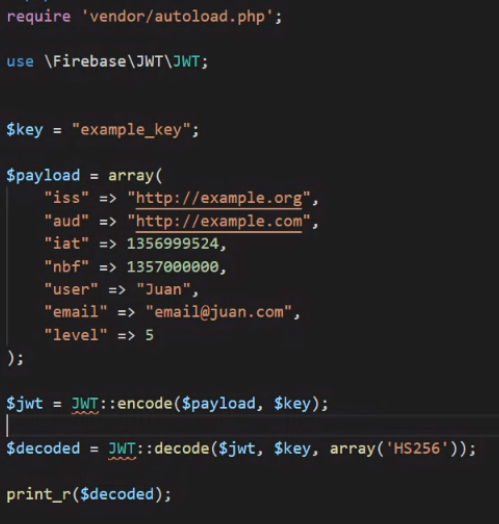 require 'vendor/autoload.php';
use \Firebase\JWT\JWT;
$key = "example_key";
$payload = array(
    "iss" => "http://example.org",
    "aud" => "http://example.com",
    "iat" => 1356999524,
    "nbf" => 1357000000,
    "user" => "Juan",
    "email" => "email@juan.com",
    "level" => 5
);
$jwt = JWT::encode($payload, $key);
$decoded = JWT::decode($jwt, $key, array('HS256'));
print_r($decoded);